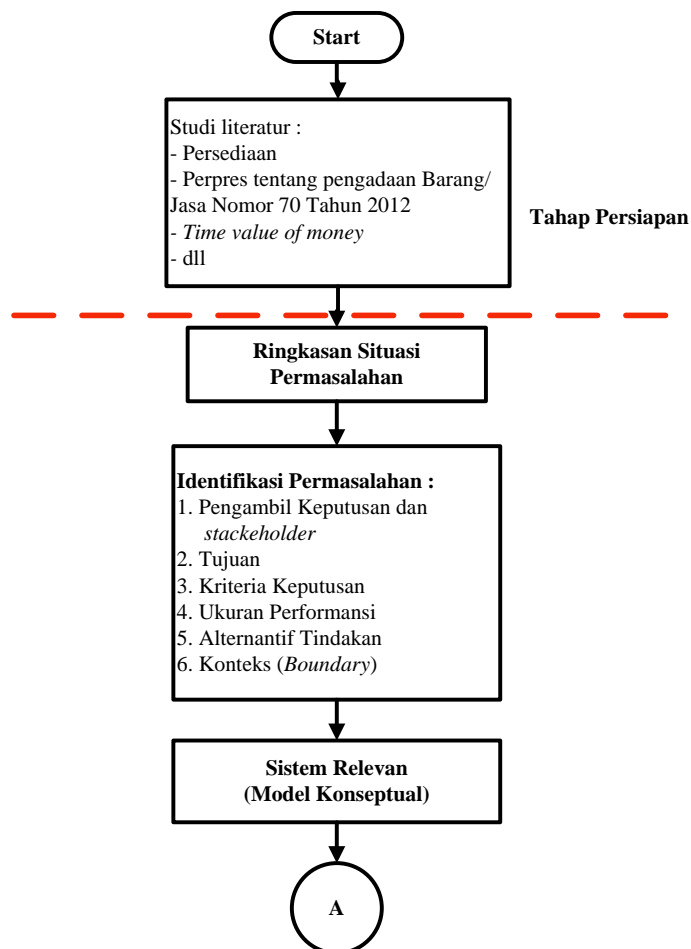 Start
Studi literatur :
- Persediaan
- Perpres tentang pengadaan Barang/
Jasa Nomor 70 Tahun 2012
- Time value of money
- dll
Tahap Persiapan
Ringkasan Situasi
Permasalahan
Identifikasi Permasalahan :
1. Pengambil Keputusan dan
stackeholder
2. Tujuan
3. Kriteria Keputusan
4. Ukuran Performansi
5. Alternantif Tindakan
6. Konteks (Boundary)
Sistem Relevan
(Model Konseptual)
A